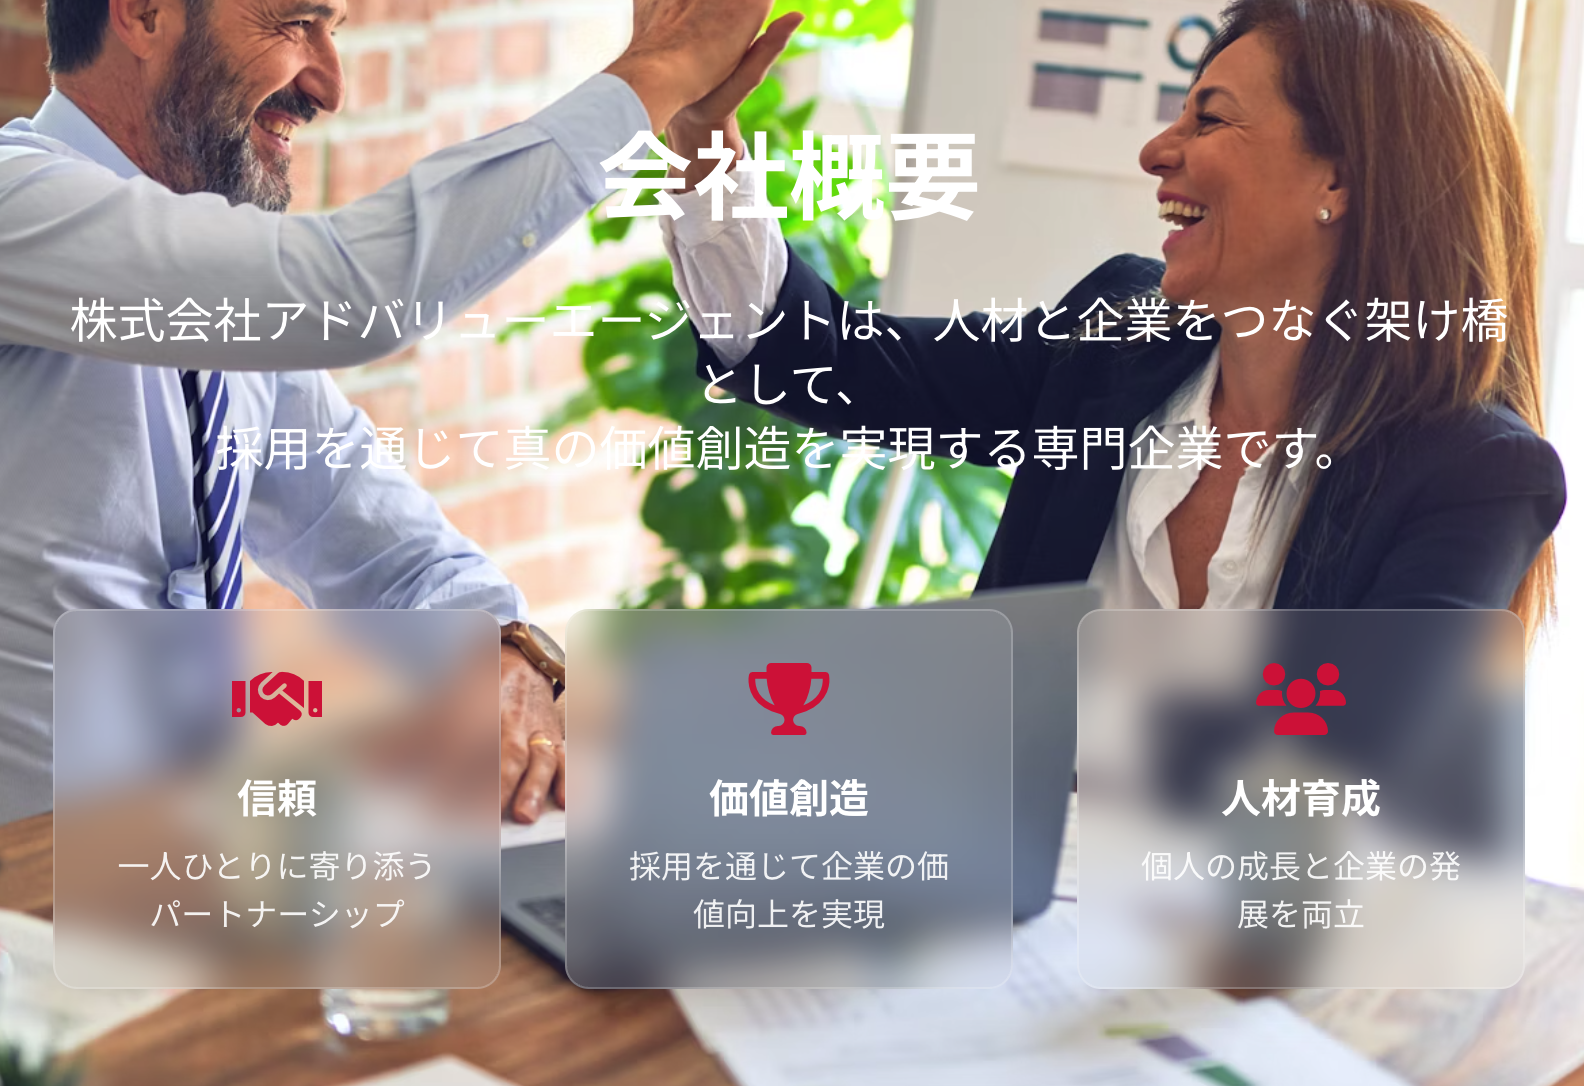 会社概要
株式会社アドバリューエージェントは、人材と企業をつなぐ架け橋
として、
採用を通じて真の価値創造を実現する専門企業です。
信頼
一人ひとりに寄り添う
パートナーシップ
価値創造
採用を通じて企業の価
値向上を実現
人材育成
個人の成長と企業の発
展を両立